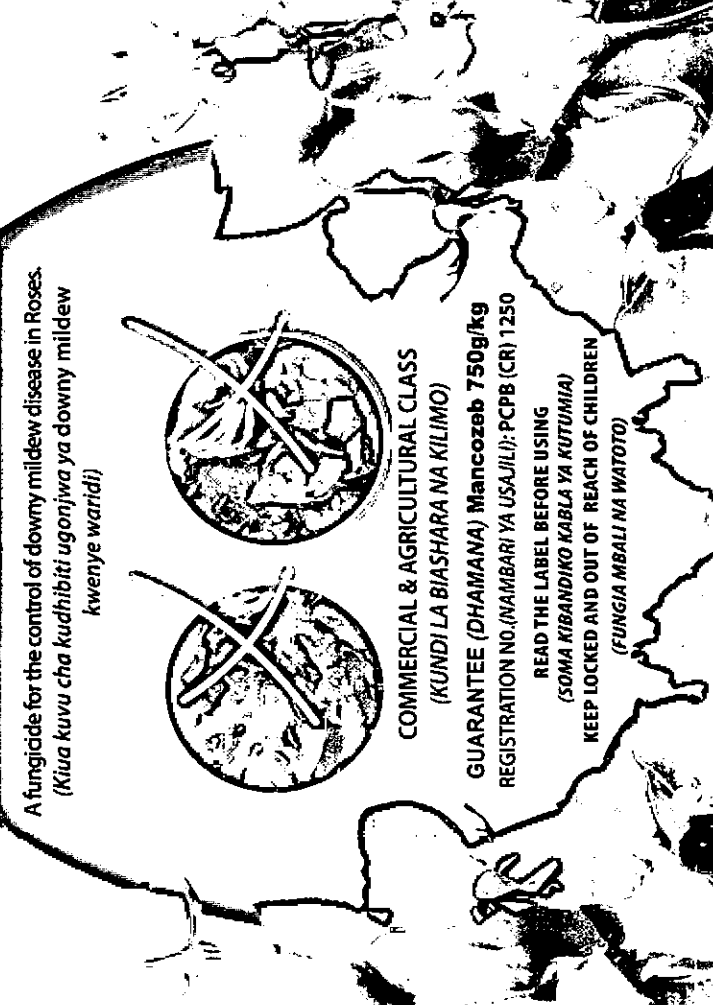 A fungicide for the control of downy mildew disease in Roses.
(Kiua kuvu cha kudhibiti ugonjwa ya downy mildew
kwenye waridi)
COMMERCIAL & AGRICULTURAL CLASS
(KUNDI LA BIASHARA NA KILIMO)
GUARANTEE (DHAMANA) Mancozeb 750g/kg
REGISTRATION NO.(NAMBARI YA USAJILI): PCPB (CR) 1250
READ THE LABEL BEFORE USING
(SOMA KIBANDIKO KABLA YA KUTUMIA)
KEEP LOCKED AND OUT OF REACH OF CHILDREN
(FUNGIA MBALI NA WATOTO)